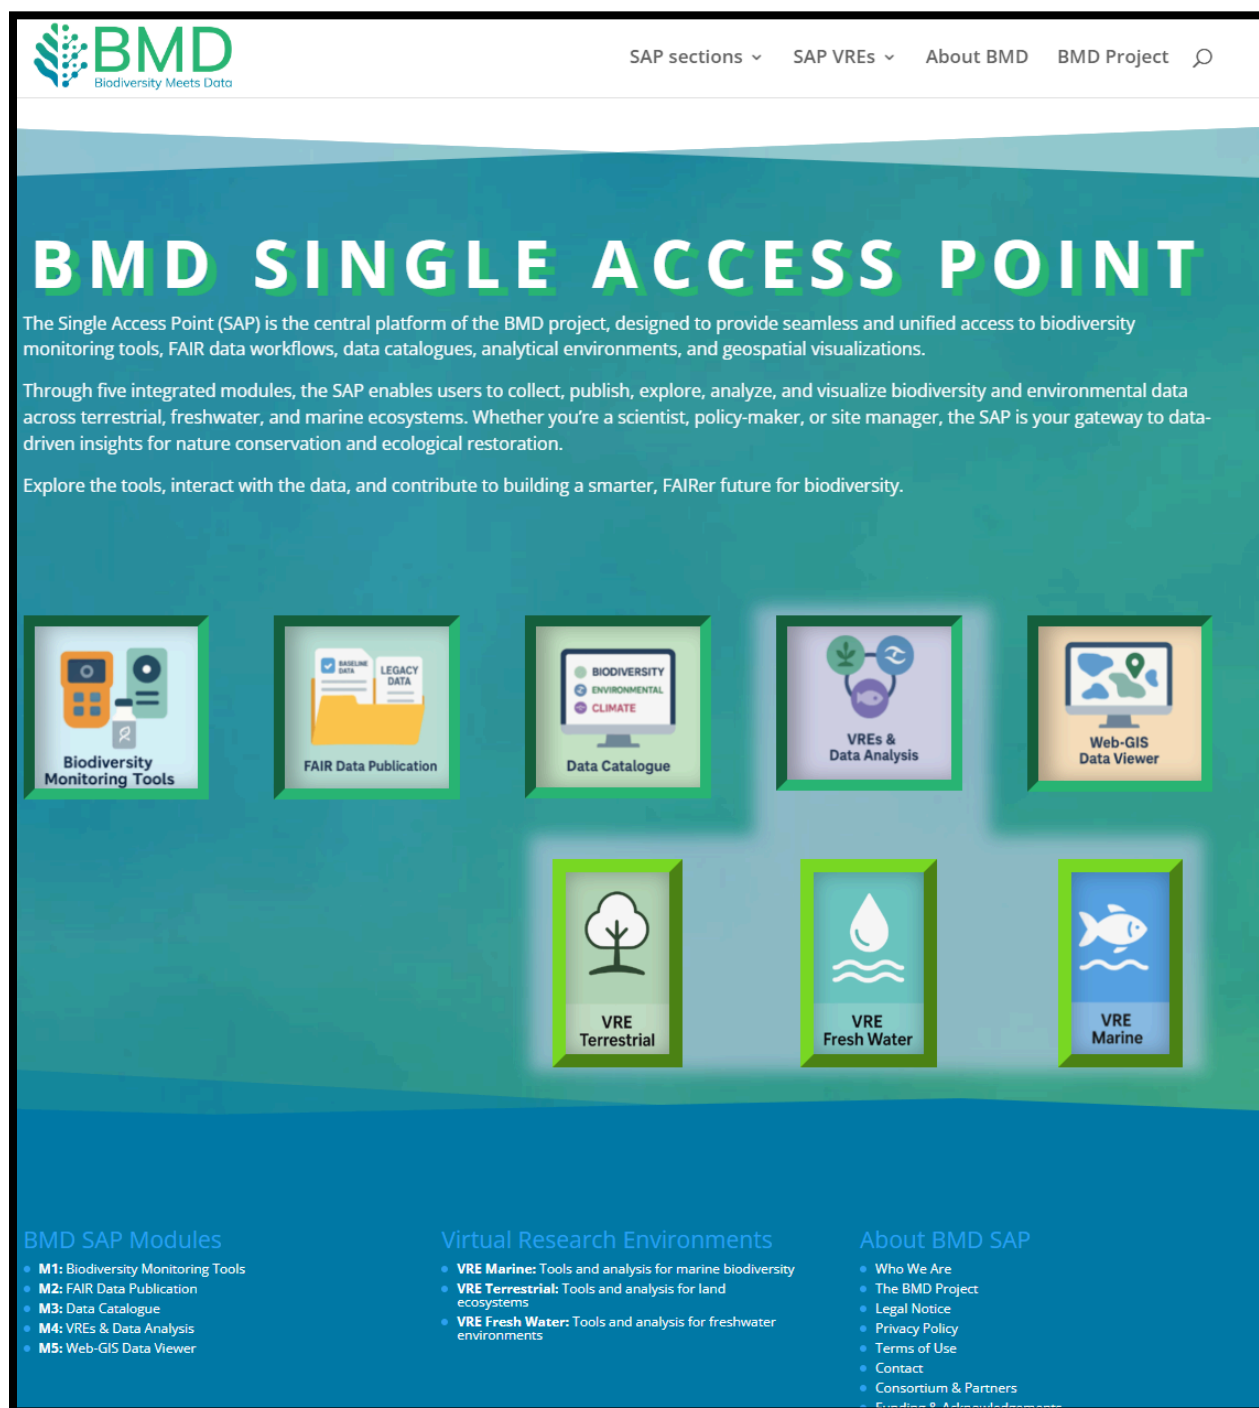 BMD
Biodiversity Meets Data
SAP sections
SAP VREs
About BMD
BMD Project
BMD SINGLE ACCESS POINT
The Single Access Point (SAP) is the central platform of the BMD project, designed to provide seamless and unified access to biodiversity
monitoring tools, FAIR data workflows, data catalogues, analytical environments, and geospatial visualizations.
Through five integrated modules, the SAP enables users to collect, publish, explore, analyze, and visualize biodiversity and environmental data
across terrestrial, freshwater, and marine ecosystems. Whether you're a scientist, policy-maker, or site manager, the SAP is your gateway to data-
driven insights for nature conservation and ecological restoration.
Explore the tools, interact with the data, and contribute to building a smarter, FAIRer future for biodiversity.
Biodiversity
Monitoring Tools
BASELINE
DATA
LEGACY
DATA
FAIR Data Publication
BIODIVERSITY
ENVIRONMENTAL
CLIMATE
Data Catalogue
VREs &
Data Analysis
Web-GIS
Data Viewer
VRE
Terrestrial
VRE
Fresh Water
VRE
Marine
BMD SAP Modules
M1: Biodiversity Monitoring Tools
M2: FAIR Data Publication
M3: Data Catalogue
M4: VREs & Data Analysis
M5: Web-GIS Data Viewer
Virtual Research Environments
VRE Marine: Tools and analysis for marine biodiversity
VRE Terrestrial: Tools and analysis for land
ecosystems
VRE Fresh Water: Tools and analysis for freshwater
environments
About BMD SAP
Who We Are
The BMD Project
Legal Notice
Privacy Policy
Terms of Use
Contact
Consortium & Partners
Funding & Acknowledgements